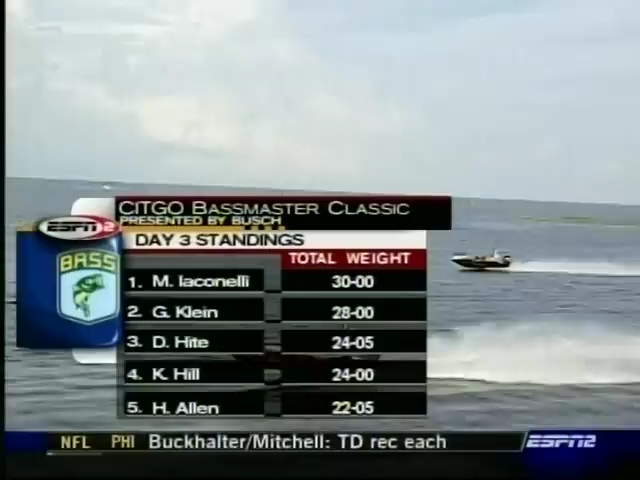 CITGO BASSMASTER CLASSIC
PRESENTED BY BUSCH
ESPN 2
DAY 3 STANDINGS
BASS
TOTAL WEIGHT
1. M. Iaconelli 30-00
2. G. Klein 28-00
3. D. Hite 24-05
4. K. Hill 24-00
5. H. Allen 22-05
NFL PHI Buckhalter/Mitchell: TD rec each ESPN2